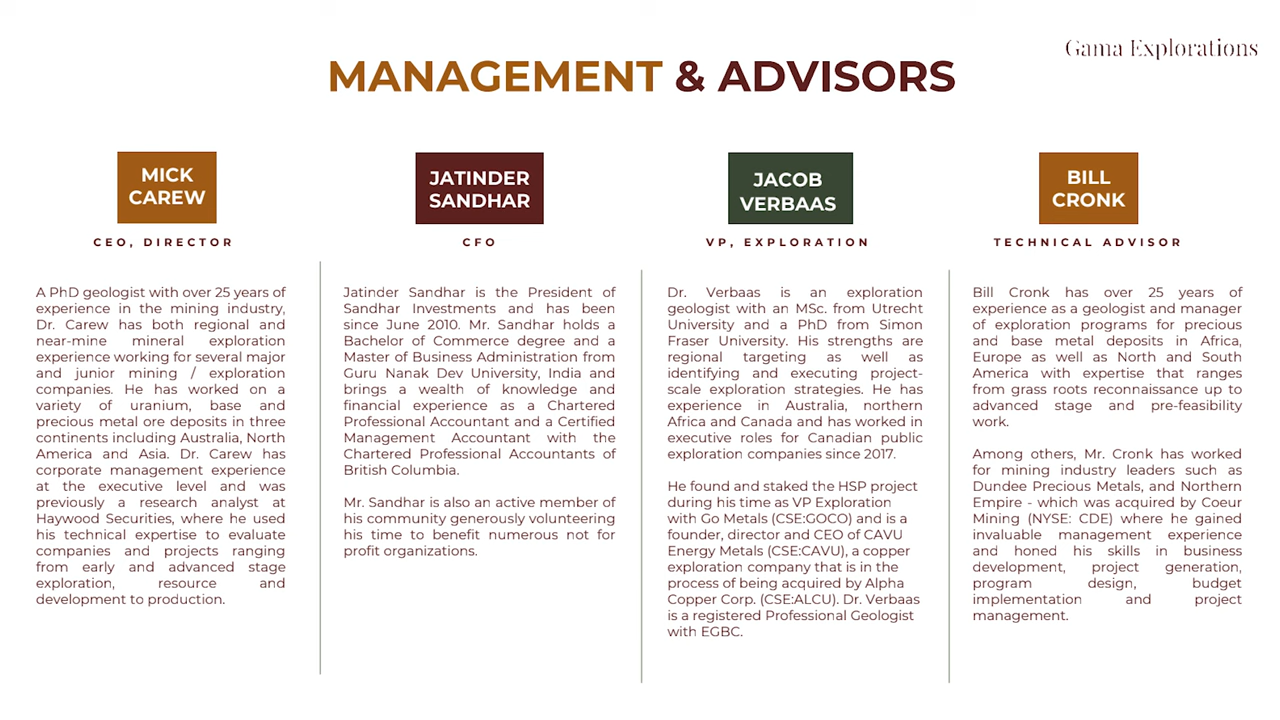 Gama Explorations
MANAGEMENT & ADVISORS
MICK
CAREW
CEO, DIRECTOR
A PhD geologist with over 25 years of
experience in the mining industry,
Dr. Carew has both regional and
near-mine mineral exploration
experience working for several major
and junior mining / exploration
companies. He has worked on a
variety of uranium, base and
precious metal ore deposits in three
continents including Australia, North
America and Asia. Dr. Carew has
corporate management experience
at the executive level and was
previously a research analyst at
Haywood Securities, where he used
his technical expertise to evaluate
companies and projects ranging
from early and advanced stage
exploration, resource and
development to production.
JATINDER
SANDHAR
CFO
Jatinder Sandhar is the President of
Sandhar Investments and has been
since June 2010. Mr. Sandhar holds a
Bachelor of Commerce degree and a
Master of Business Administration from
Guru Nanak Dev University, India and
brings a wealth of knowledge and
financial experience as a Chartered
Professional Accountant and a Certified
Management Accountant with the
Chartered Professional Accountants of
British Columbia.
Mr. Sandhar is also an active member of
his community generously volunteering
his time to benefit numerous not for
profit organizations.
JACOB
VERBAAS
VP, EXPLORATION
Dr. Verbaas is an exploration
geologist with an MSc. from Utrecht
University and a PhD from Simon
Fraser University. His strengths are
regional targeting as well as
identifying and executing project-
scale exploration strategies. He has
experience in Australia, northern
Africa and Canada and has worked in
executive roles for Canadian public
exploration companies since 2017.
He found and staked the HSP project
during his time as VP Exploration
with Go Metals (CSE:GOCO) and is a
founder, director and CEO of CAVU
Energy Metals (CSE:CAVU), a copper
exploration company that is in the
process of being acquired by Alpha
Copper Corp. (CSE:ALCU). Dr. Verbaas
is a registered Professional Geologist
with EGBC.
BILL
CRONK
TECHNICAL ADVISOR
Bill Cronk has over 25 years of
experience as a geologist and manager
of exploration programs for precious
and base metal deposits in Africa,
Europe as well as North and South
America with expertise that ranges
from grass roots reconnaissance up to
advanced stage and pre-feasibility
work.
Among others, Mr. Cronk has worked
for mining industry leaders such as
Dundee Precious Metals, and Northern
Empire - which was acquired by Coeur
Mining (NYSE: CDE) where he gained
invaluable management experience
and honed his skills in business
development, project generation,
program design, budget
implementation and project
management.